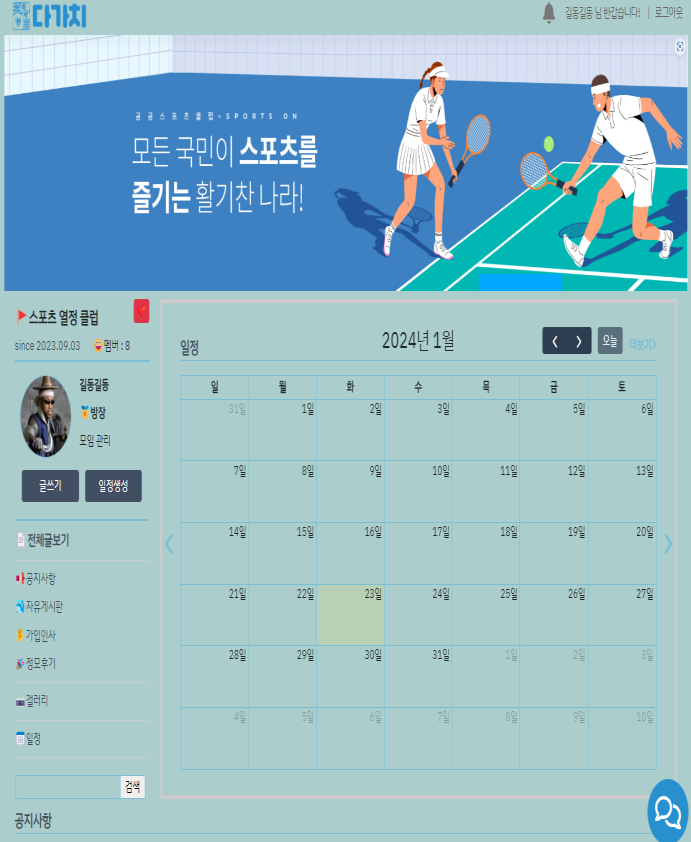 다가치
길동길동 님 반갑습니다! | 로그아웃
공공스포츠클럽•SPORTS ON
모든 국민이 스포츠를
즐기는 활기찬 나라!
스포츠 열정 클럽
since 2023.09.03 멤버 : 8
길동길동
방장
모임 관리
글쓰기 일정생성
전체글보기
공지사항
자유게시판
가입인사
정모후기
갤러리
일정
검색
일정 2024년 1월 < > 오늘 더보기>
일 월 화 수 목 금 토
31일 1일 2일 3일 4일 5일 6일
7일 8일 9일 10일 11일 12일 13일
14일 15일 16일 17일 18일 19일 20일
21일 22일 23일 24일 25일 26일 27일
28일 29일 30일 31일 1일 2일 3일
4일 5일 6일 7일 8일 9일 10일
공지사항